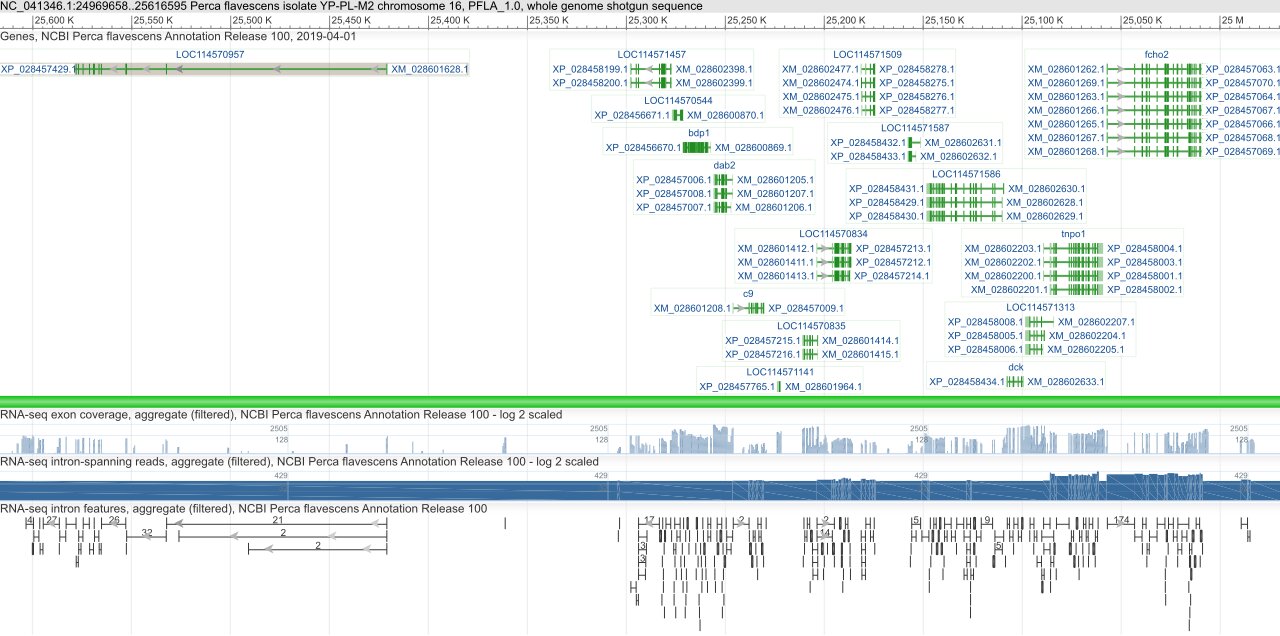 NC_041346.1:24969658..25616595 Perca flavescens isolate YP-PL-M2 chromosome 16, PFLA_1.0, whole genome shotgun sequence
25,600 K 25,550 K 25,500 K 25,450 K 25,400 K 25,350 K 25,300 K 25,250 K 25,200 K 25,150 K 25,100 K 25,050 K 25 M
Genes, NCBI Perca flavescens Annotation Release 100, 2019-04-01
LOC114570957
XP_028457429.1 XM_028601628.1
LOC114571457
XP_028458199.1 XM_028602398.1
XP_028458200.1 XM_028602399.1
LOC114570544
XP_028456671.1 XM_028600870.1
bdp1
XP_028456670.1 XM_028600869.1
dab2
XP_028457006.1 XM_028601205.1
XP_028457008.1 XM_028601207.1
XP_028457007.1 XM_028601206.1
LOC114571509
XM_028602477.1 XP_028458278.1
XM_028602474.1 XP_028458275.1
XM_028602475.1 XP_028458276.1
XM_028602476.1 XP_028458277.1
LOC114571587
XP_028458432.1 XM_028602631.1
XP_028458433.1 XM_028602632.1
LOC114571586
XP_028458431.1 XM_028602630.1
XP_028458429.1 XM_028602628.1
XP_028458430.1 XM_028602629.1
fcho2
XM_028601262.1 XP_028457063.1
XM_028601269.1 XP_028457070.1
XM_028601263.1 XP_028457064.1
XM_028601266.1 XP_028457067.1
XM_028601265.1 XP_028457066.1
XM_028601267.1 XP_028457068.1
XM_028601268.1 XP_028457069.1
LOC114570834
XM_028601412.1 XP_028457213.1
XM_028601411.1 XP_028457212.1
XM_028601413.1 XP_028457214.1
tnpo1
XM_028602203.1 XP_028458004.1
XM_028602202.1 XP_028458003.1
XM_028602200.1 XP_028458001.1
XM_028602201.1 XP_028458002.1
c9
XM_028601208.1 XP_028457009.1
LOC114571313
XP_028458008.1 XM_028602207.1
XP_028458005.1 XM_028602204.1
XP_028458006.1 XM_028602205.1
LOC114570835
XP_028457215.1 XM_028601414.1
XP_028457216.1 XM_028601415.1
LOC114571141
XP_028457765.1 XM_028601964.1
dck
XP_028458434.1 XM_028602633.1
RNA-seq exon coverage, aggregate (filtered), NCBI Perca flavescens Annotation Release 100 - log 2 scaled
2505 2505 2505 2505
128 128 128 128
RNA-seq intron-spanning reads, aggregate (filtered), NCBI Perca flavescens Annotation Release 100 - log 2 scaled
429 429 429 429
RNA-seq intron features, aggregate (filtered), NCBI Perca flavescens Annotation Release 100
4 27 26 21 17 2 2 5 9 174
32 2 14
3 2 5
3